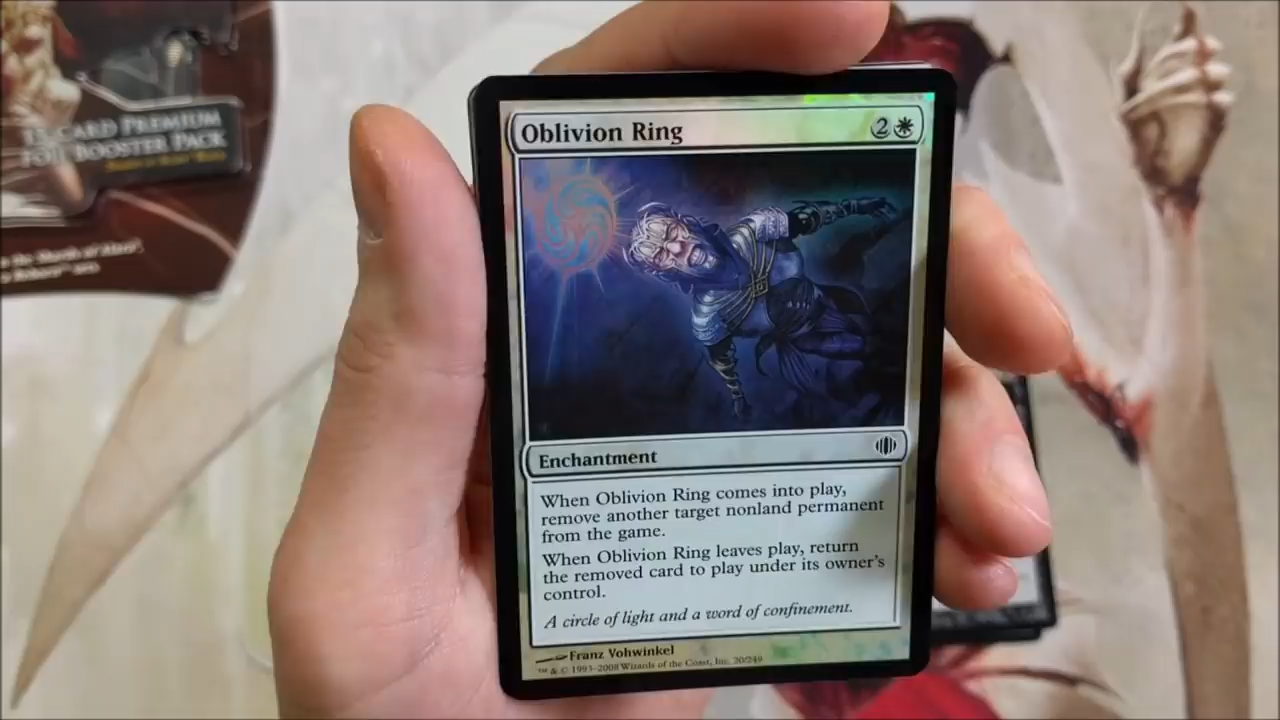 15 CARD PREMIUM
FOIL BOOSTER PACK
Oblivion Ring
2
Enchantment
When Oblivion Ring comes into play,
remove another target nonland permanent
from the game.
When Oblivion Ring leaves play, return
the removed card to play under its owner's
control.
A circle of light and a word of confinement.
Franz Vohwinkel
™ & © 1993–2008 Wizards of the Coast, Inc. 20/249